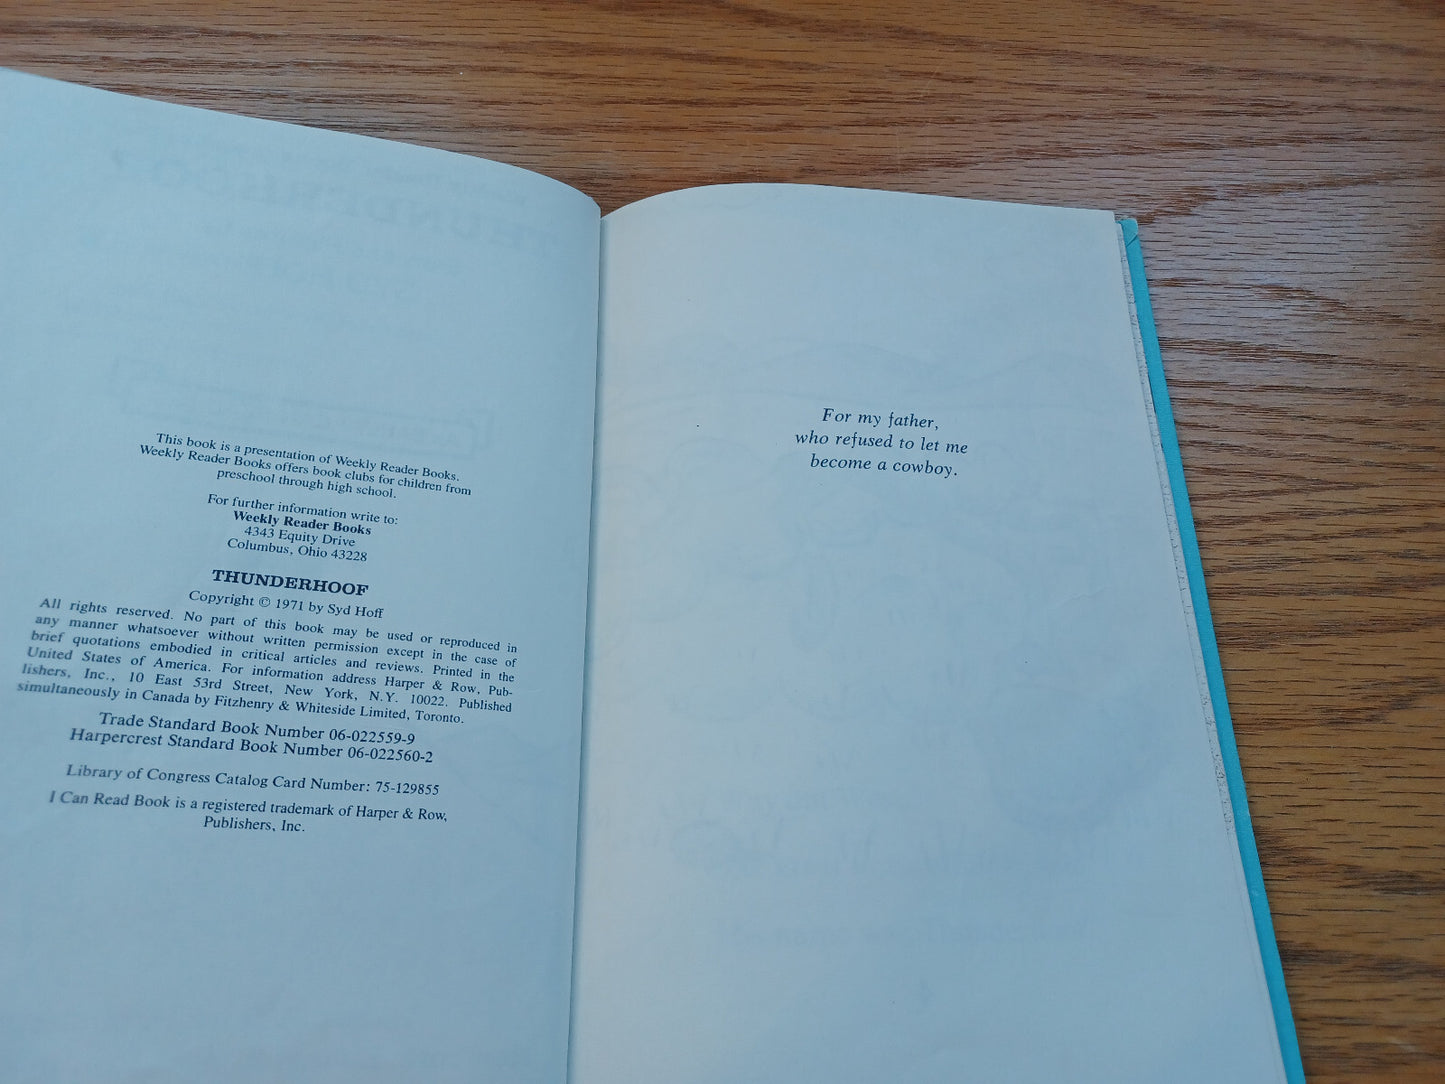 This book is a presentation of Weekly Reader Books.
Weekly Reader Books offers book clubs for children from
preschool through high school.
For further information write to:
Weekly Reader Books
4343 Equity Drive
Columbus, Ohio 43228
THUNDERHOOF
Copyright © 1971 by Syd Hoff
All rights reserved. No part of this book may be used or reproduced in
any manner whatsoever without written permission except in the case of
brief quotations embodied in critical articles and reviews. Printed in the
United States of America. For information address Harper & Row, Pub-
lishers, Inc., 10 East 53rd Street, New York, N.Y. 10022. Published
simultaneously in Canada by Fitzhenry & Whiteside Limited, Toronto.
Trade Standard Book Number 06-022559-9
Harpercrest Standard Book Number 06-022560-2
Library of Congress Catalog Card Number: 75-129855
I Can Read Book is a registered trademark of Harper & Row,
Publishers, Inc.
For my father,
who refused to let me
become a cowboy.